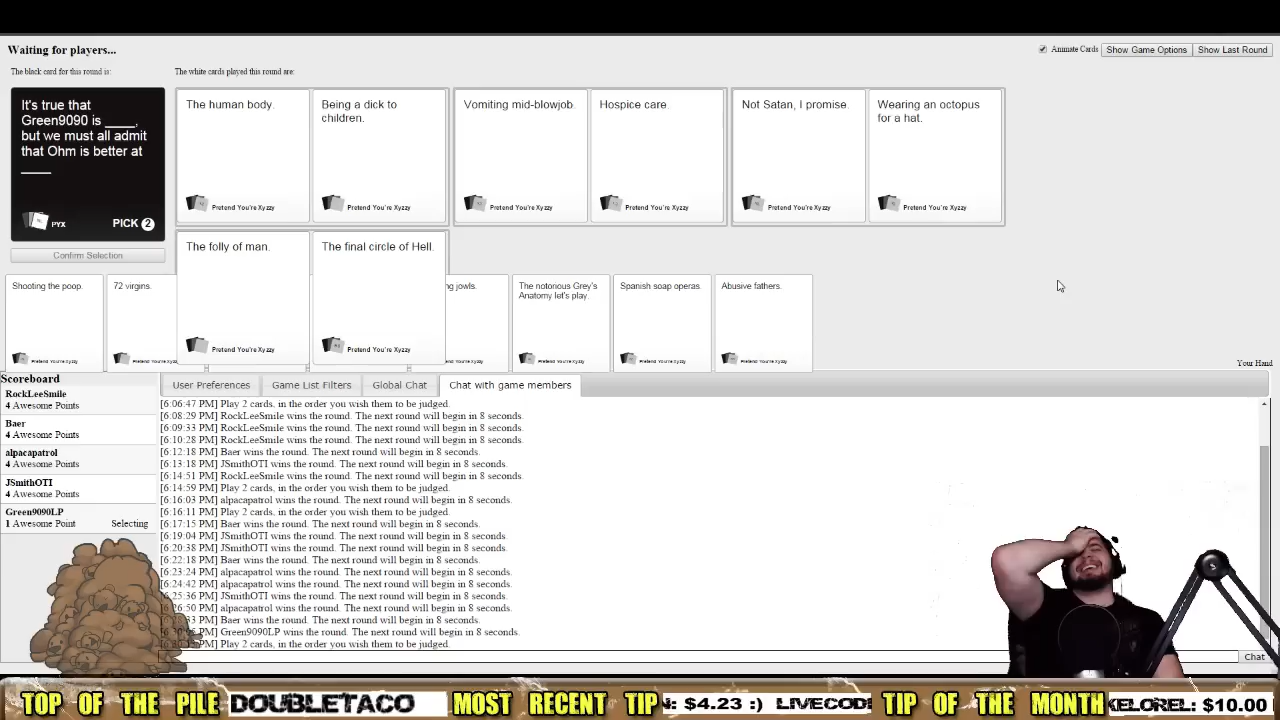 Waiting for players...
Animate Cards
Show Game Options
Show Last Round
The black card for this round is:
The white cards played this round are:
It's true that
Green9090 is ____,
but we must all admit
that Ohm is better at
____
PYX
PICK 2
Confirm Selection
The human body.
Pretend You're Xyzzy
Being a dick to
children.
Pretend You're Xyzzy
Vomiting mid-blowjob.
Pretend You're Xyzzy
Hospice care.
Pretend You're Xyzzy
Not Satan, I promise.
Pretend You're Xyzzy
Wearing an octopus
for a hat.
Pretend You're Xyzzy
The folly of man.
Pretend You're Xyzzy
The final circle of Hell.
Pretend You're Xyzzy
Shooting the poop.
Pretend You're Xyzzy
72 virgins.
jowls.
The notorious Grey's
Anatomy let's play.
Pretend You're Xyzzy
Spanish soap operas.
Pretend You're Xyzzy
Abusive fathers.
Pretend You're Xyzzy
Your Hand
Scoreboard
RockLeeSmile
4 Awesome Points
Baer
4 Awesome Points
alpacapatrol
4 Awesome Points
JSmithOTI
4 Awesome Points
Green9090LP
1 Awesome Point
Selecting
User Preferences
Game List Filters
Global Chat
Chat with game members
[6:06:47 PM] Play 2 cards, in the order you wish them to be judged.
[6:08:29 PM] RockLeeSmile wins the round. The next round will begin in 8 seconds.
[6:09:33 PM] RockLeeSmile wins the round. The next round will begin in 8 seconds.
[6:10:28 PM] RockLeeSmile wins the round. The next round will begin in 8 seconds.
[6:12:18 PM] Baer wins the round. The next round will begin in 8 seconds.
[6:13:18 PM] JSmithOTI wins the round. The next round will begin in 8 seconds.
[6:14:51 PM] RockLeeSmile wins the round. The next round will begin in 8 seconds.
[6:14:59 PM] Play 2 cards, in the order you wish them to be judged.
[6:16:03 PM] alpacapatrol wins the round. The next round will begin in 8 seconds.
[6:16:11 PM] Play 2 cards, in the order you wish them to be judged.
[6:17:15 PM] Baer wins the round. The next round will begin in 8 seconds.
[6:19:04 PM] JSmithOTI wins the round. The next round will begin in 8 seconds
[6:20:38 PM] JSmithOTI wins the round. The next round will begin in 8 seconds.
[6:22:18 PM] Baer wins the round. The next round will begin in 8 seconds.
[6:23:24 PM] alpacapatrol wins the round. The next round will begin in 8 seconds.
[6:24:42 PM] alpacapatrol wins the round. The next round will begin in 8 seconds.
6:25:36 PM] JSmithOTI wins the round. The next round will begin in 8 seconds.
6:26:50 PM] alpacapatrol wins the round. The next round will begin in 8 seconds.
PM] Baer wins the round. The next round will begin in 8 seconds.
PM] Green9090LP wins the round. The next round will begin in 8 seconds.
PM] Play 2 cards, in the order you wish them to be judged.
Chat
TOP OF THE PILE
DOUBLETACO
MOST RECENT TIP
N: $4.23 :) LIVECODE
TIP OF THE MONTH
KELOREL: $10.00